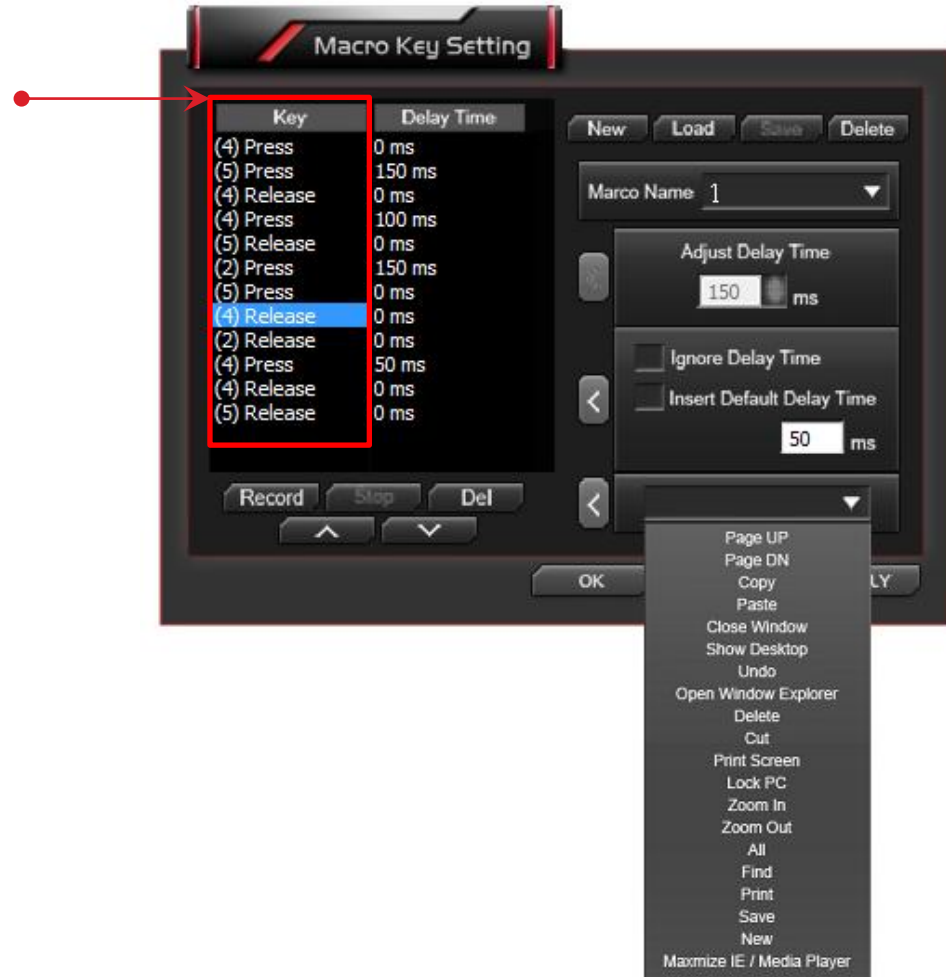 Macro Key Setting
Key Delay Time
(4) Press 0 ms
(5) Press 150 ms
(4) Release 0 ms
(4) Press 100 ms
(5) Release 0 ms
(2) Press 150 ms
(5) Press 0 ms
(4) Release 0 ms
(2) Release 0 ms
(4) Press 50 ms
(4) Release 0 ms
(5) Release 0 ms
Record Stop Del
New Load Save Delete
Marco Name 1
Adjust Delay Time
150 ms
Ignore Delay Time
Insert Default Delay Time
50 ms
OK LY
Page UP
Page DN
Copy
Paste
Close Window
Show Desktop
Undo
Open Window Explorer
Delete
Cut
Print Screen
Lock PC
Zoom In
Zoom Out
All
Find
Print
Save
New
Maxmize IE / Media Player